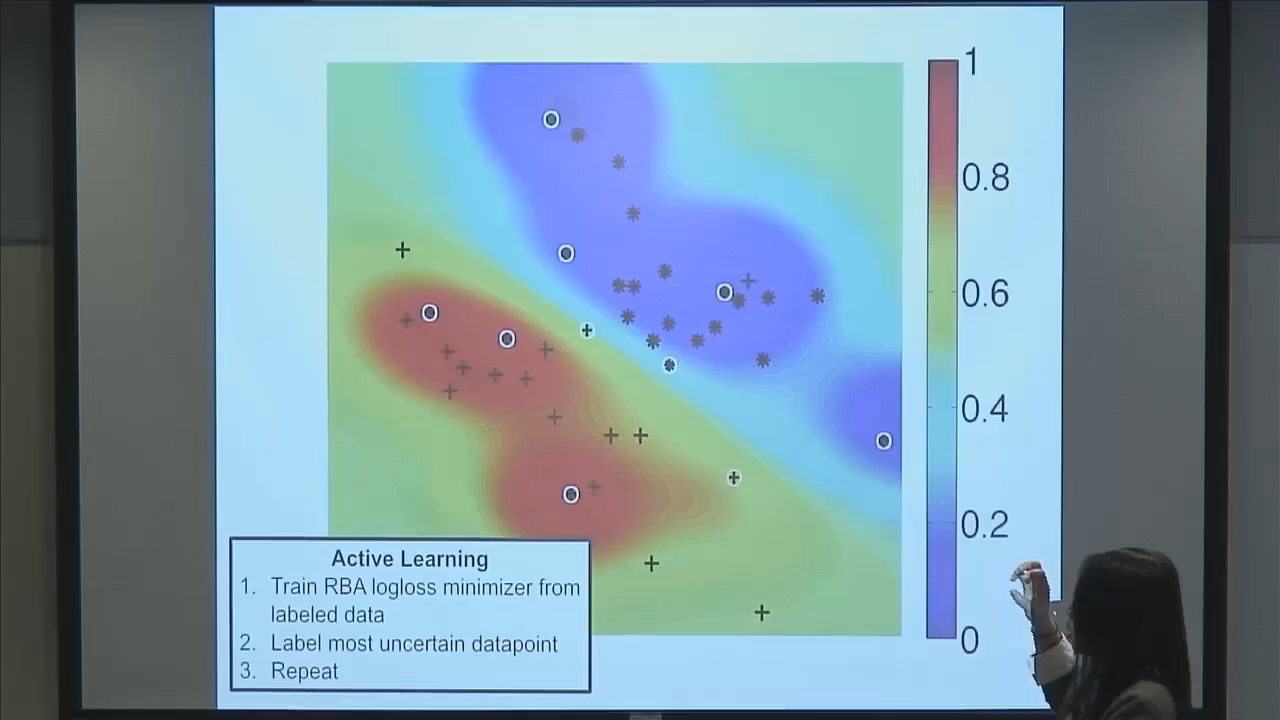 1
0.8
0.6
0.4
0.2
0
Active Learning
1. Train RBA logloss minimizer from
labeled data
2. Label most uncertain datapoint
3. Repeat